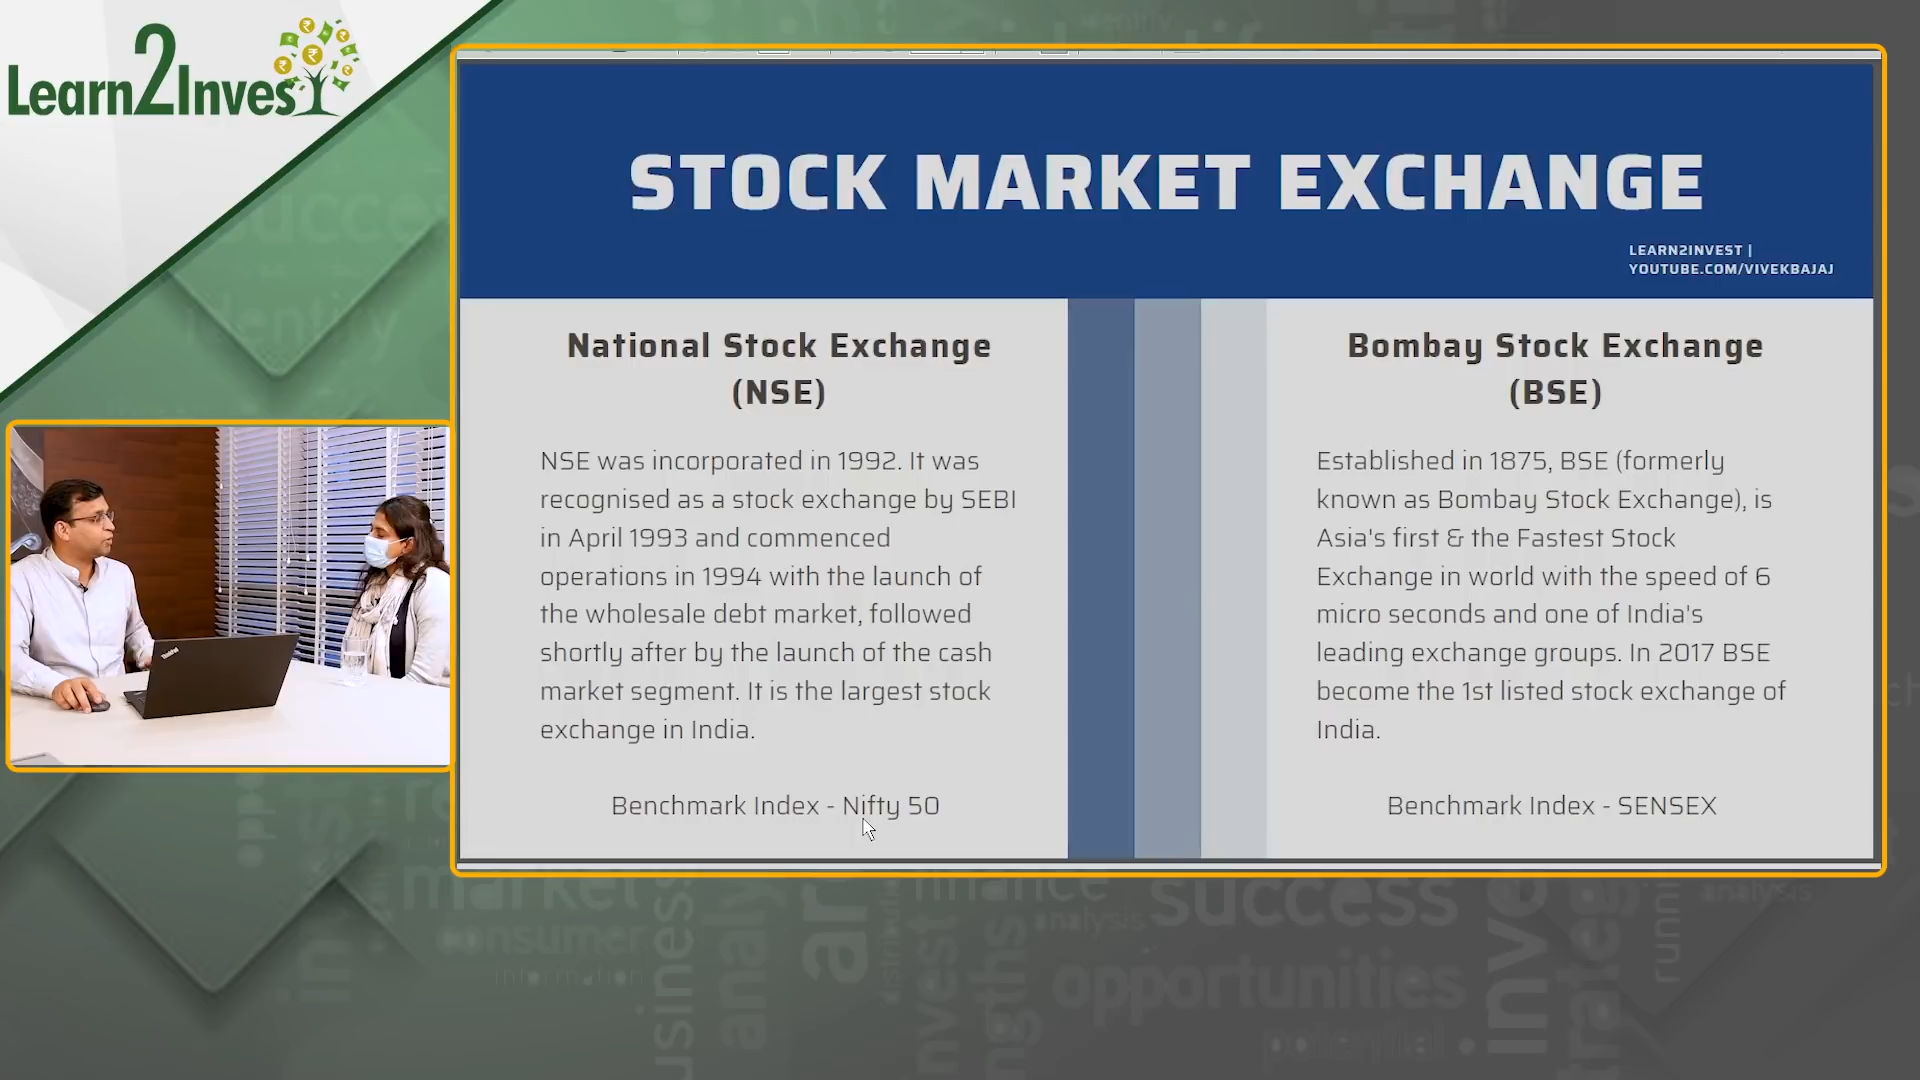 Learn2Invest
STOCK MARKET EXCHANGE
LEARN2INVEST |
YOUTUBE.COM/VIVEKBAJAJ
National Stock Exchange
(NSE)
NSE was incorporated in 1992. It was
recognised as a stock exchange by SEBI
in April 1993 and commenced
operations in 1994 with the launch of
the wholesale debt market, followed
shortly after by the launch of the cash
market segment. It is the largest stock
exchange in India.
Benchmark Index - Nifty 50
Bombay Stock Exchange
(BSE)
Established in 1875, BSE (formerly
known as Bombay Stock Exchange), is
Asia's first & the Fastest Stock
Exchange in world with the speed of 6
micro seconds and one of India's
leading exchange groups. In 2017 BSE
become the 1st listed stock exchange of
India.
Benchmark Index - SENSEX
ThinkPad
identity
market
consumer
information
finance
analysis
success
opportunities
potential
analysis